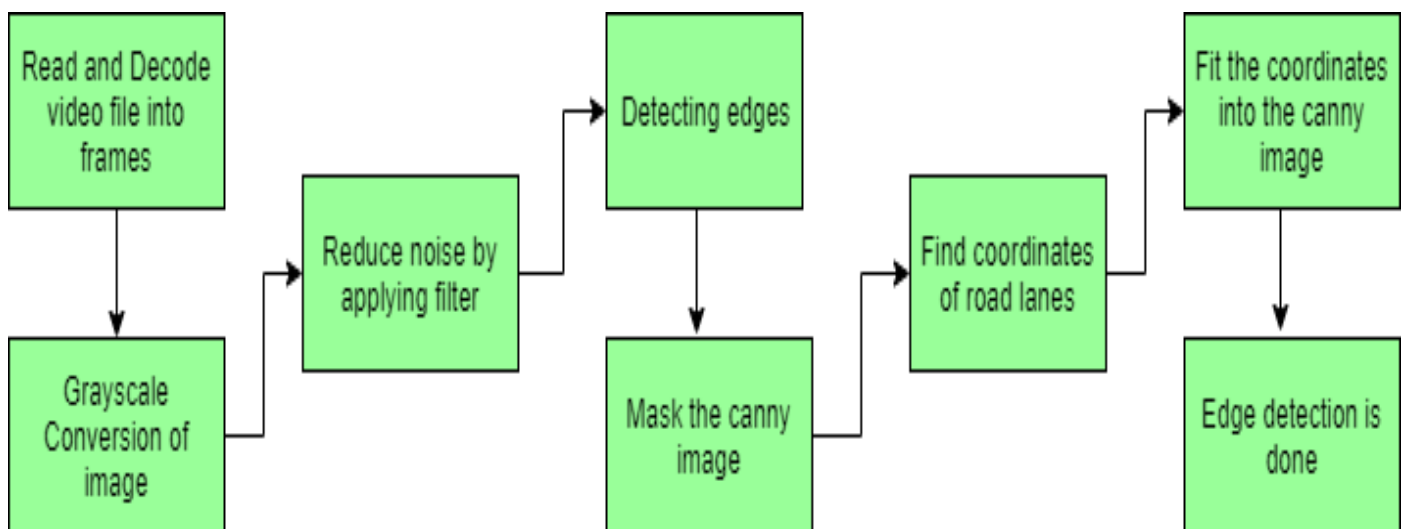 Read and Decode
video file into
frames
Grayscale
Conversion of
image
Reduce noise by
applying filter
Detecting edges
Mask the canny
image
Find coordinates
of road lanes
Fit the coordinates
into the canny
image
Edge detection is
done